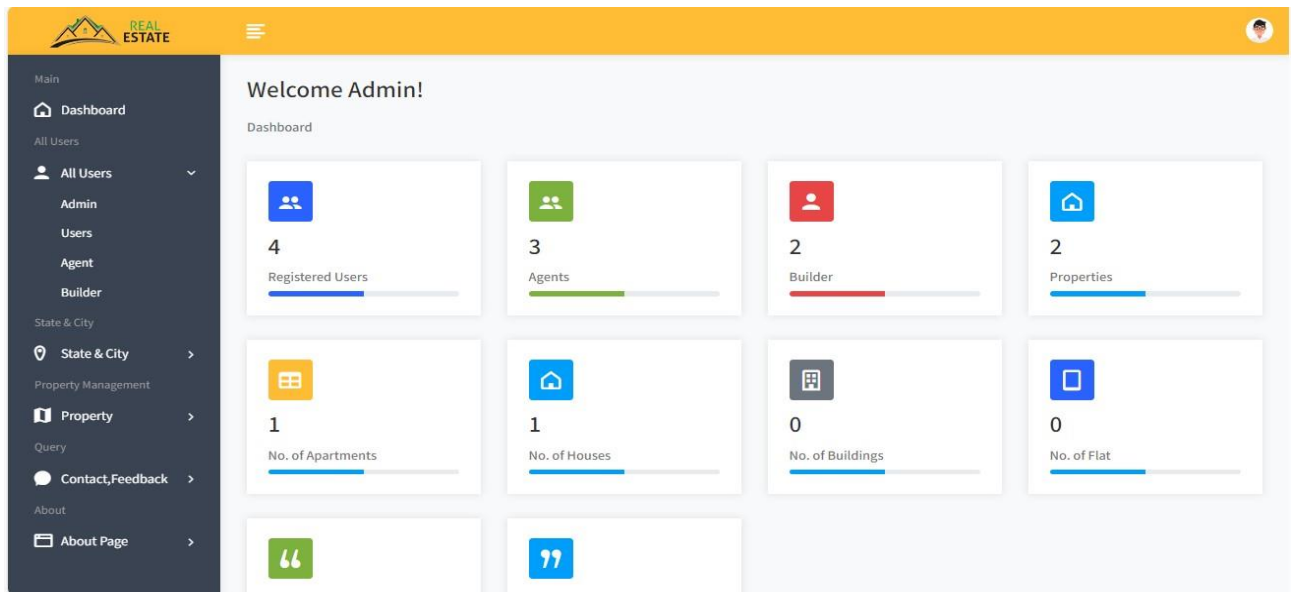 REAL
ESTATE
Main
Dashboard
All Users
All Users
Admin
Users
Agent
Builder
State & City
State & City
Property Management
Property
Query
Contact,Feedback
About
About Page
Welcome Admin!
Dashboard
4
Registered Users
3
Agents
2
Builder
2
Properties
1
No. of Apartments
1
No. of Houses
0
No. of Buildings
0
No. of Flat